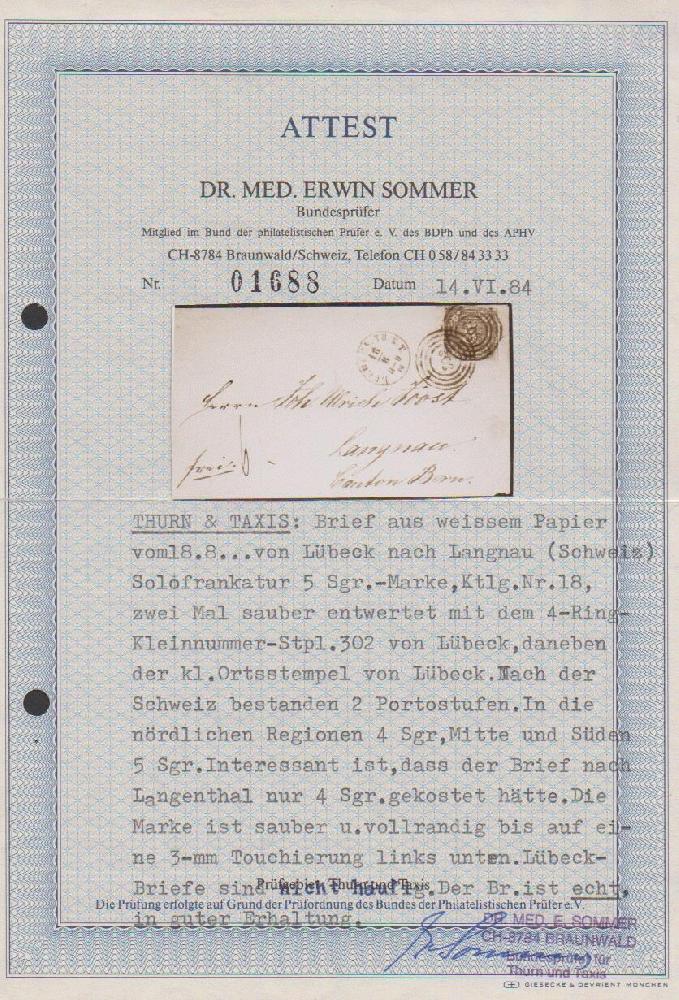 ATTEST
DR. MED. ERWIN SOMMER
Bundesprüfer
Mitglied im Bund der philatelistischen Prüfer e. V. des BDPh und des APHV
CH-8784 Braunwald/Schweiz, Telefon CH 0 58/84 33 33
Nr. 01688 Datum 14.VI.84
Herrn Joh Ulrich
Langnau
frei. Canton Bern.
THURN & TAXIS: Brief aus weissem Papier
vom18.8...von Lübeck nach Langnau (Schweiz)
Solofrankatur 5 Sgr.-Marke,Ktlg.Nr.18,
zwei Mal sauber entwertet mit dem 4-Ring-
Kleinnummer-Stpl.302 von Lübeck,daneben
der kl.Ortsstempel von Lübeck.Nach der
Schweiz bestanden 2 Portostufen.In die
nördlichen Regionen 4 Sgr,Mitte und Süden
5 Sgr.Interessant ist,dass der Brief nach
Langenthal nur 4 Sgr.gekostet hätte.Die
Marke ist sauber u.vollrandig bis auf ei-
ne 3-mm Touchierung links unten.Lübeck-
Briefe sind nicht häufig.Der Br.ist echt,
Prüfgebiet Thurn und Taxis
Die Prüfung erfolgte auf Grund der Prüfordnung des Bundes der Philatelistischen Prüfer e.V.
in guter Erhaltung.
DR. MED. E. SOMMER
CH-8784 BRAUNWALD
Bundesprüfer für
Thurn und Taxis
GIESECKE & DEVRIENT MÜNCHEN